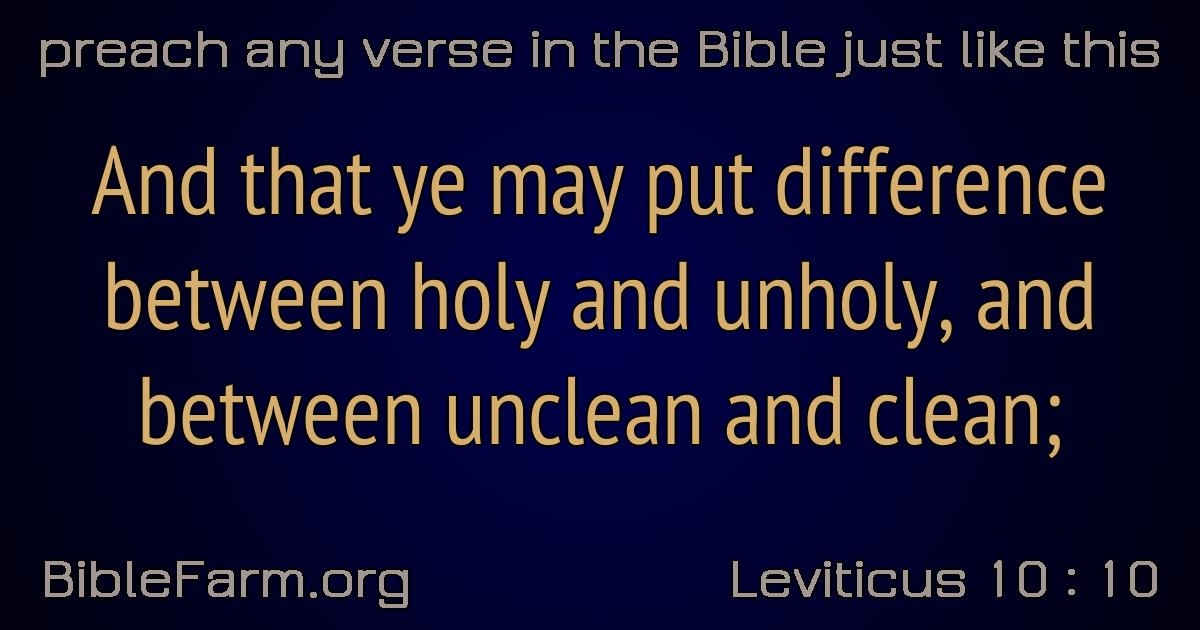 preach any verse in the Bible just like this
And that ye may put difference
between holy and unholy, and
between unclean and clean;
BibleFarm.org
Leviticus 10 : 10